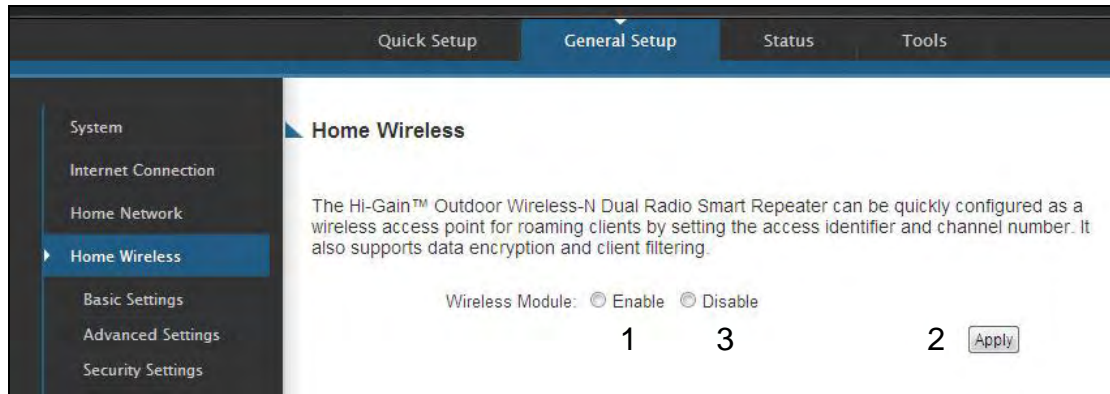 Quick Setup General Setup Status Tools
System
Internet Connection
Home Network
Home Wireless
Basic Settings
Advanced Settings
Security Settings
Home Wireless
The Hi-Gain™ Outdoor Wireless-N Dual Radio Smart Repeater can be quickly configured as a
wireless access point for roaming clients by setting the access identifier and channel number. It
also supports data encryption and client filtering.
Wireless Module: Enable Disable
1 3 2 Apply